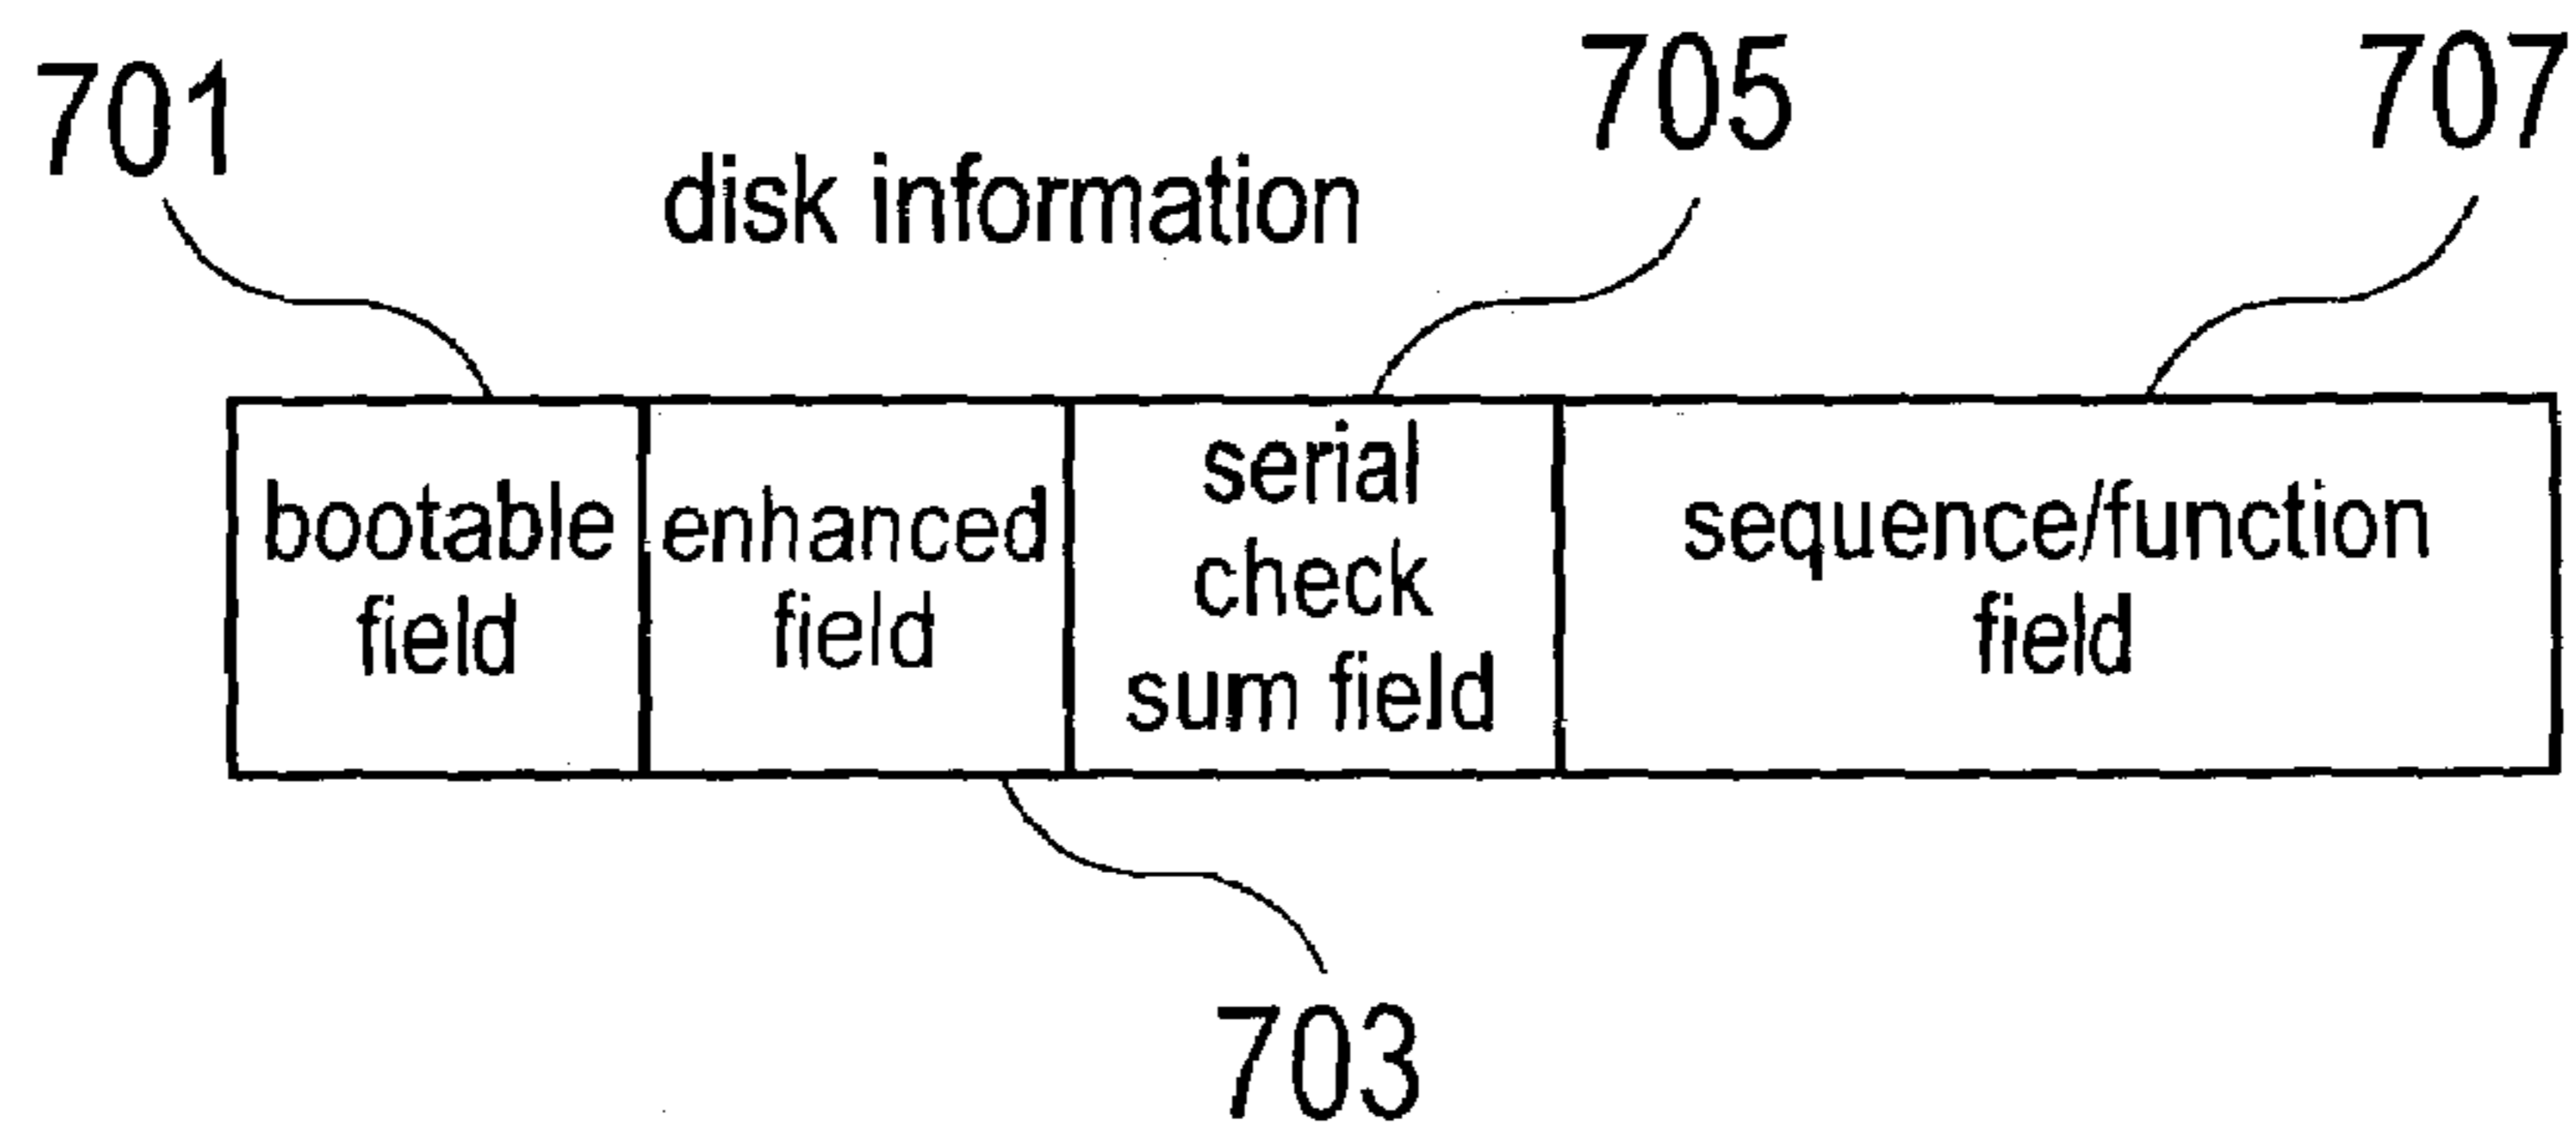 701
705
707
disk information
bootable
field
enhanced
field
serial
check
sum field
sequence/function
field
703